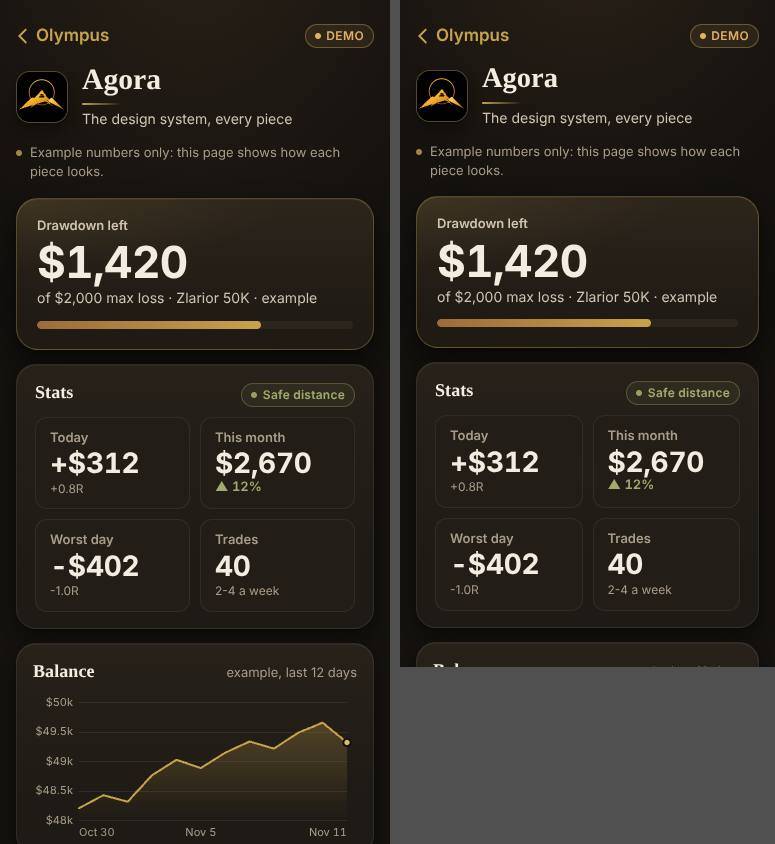 Olympus
DEMO
Agora
The design system, every piece
Example numbers only: this page shows how each
piece looks.
Drawdown left
$1,420
of $2,000 max loss · Zlarior 50K · example
Stats
Safe distance
Today
+$312
+0.8R
This month
$2,670
▲ 12%
Worst day
-$402
-1.0R
Trades
40
2-4 a week
Balance
example, last 12 days
$50k
$49.5k
$49k
$48.5k
$48k
Oct 30
Nov 5
Nov 11
Olympus
DEMO
Agora
The design system, every piece
Example numbers only: this page shows how each
piece looks.
Drawdown left
$1,420
of $2,000 max loss · Zlarior 50K · example
Stats
Safe distance
Today
+$312
+0.8R
This month
$2,670
▲ 12%
Worst day
-$402
-1.0R
Trades
40
2-4 a week